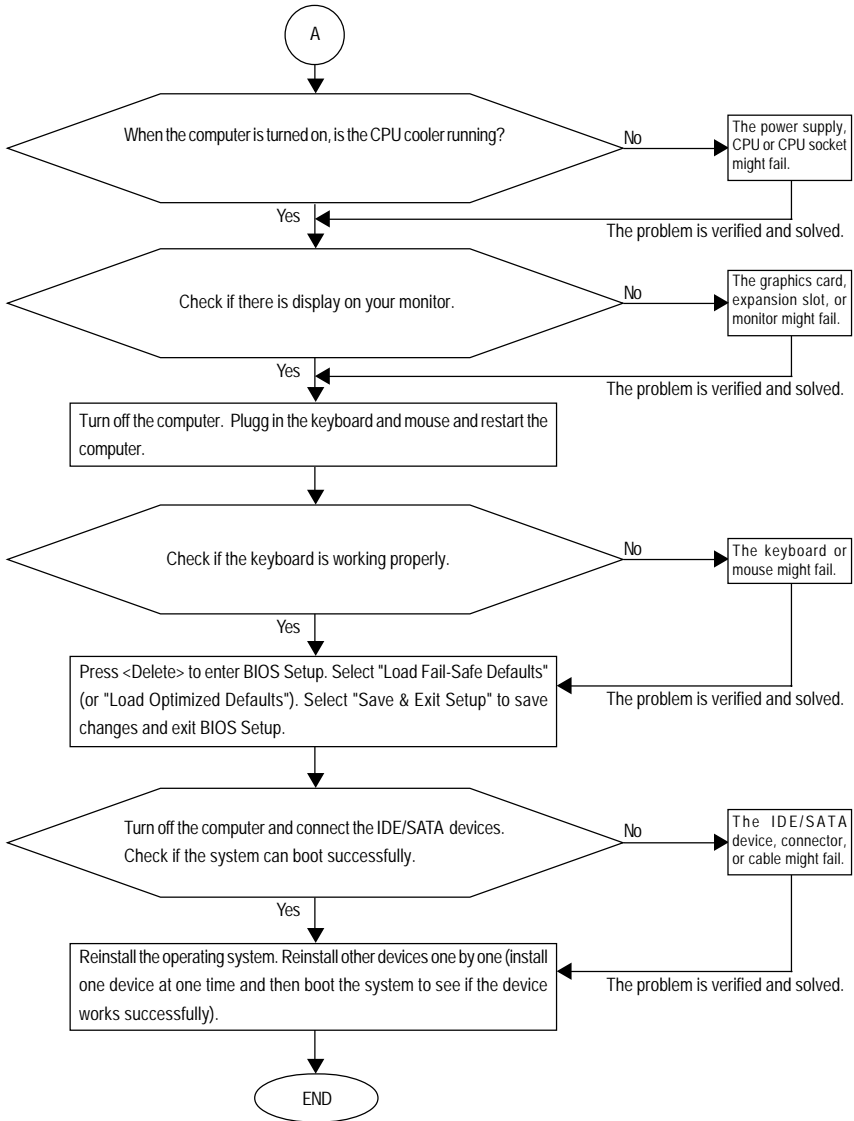 A
When the computer is turned on, is the CPU cooler running?
No
The power supply,
CPU or CPU socket
might fail.
Yes
The problem is verified and solved.
Check if there is display on your monitor.
No
The graphics card,
expansion slot, or
monitor might fail.
Yes
The problem is verified and solved.
Turn off the computer. Plugg in the keyboard and mouse and restart the
computer.
Check if the keyboard is working properly.
No
The keyboard or
mouse might fail.
Yes
Press <Delete> to enter BIOS Setup. Select "Load Fail-Safe Defaults"
(or "Load Optimized Defaults"). Select "Save & Exit Setup" to save
changes and exit BIOS Setup.
The problem is verified and solved.
Turn off the computer and connect the IDE/SATA devices.
Check if the system can boot successfully.
No
The IDE/SATA
device, connector,
or cable might fail.
Yes
Reinstall the operating system. Reinstall other devices one by one (install
one device at one time and then boot the system to see if the device
works successfully).
The problem is verified and solved.
END